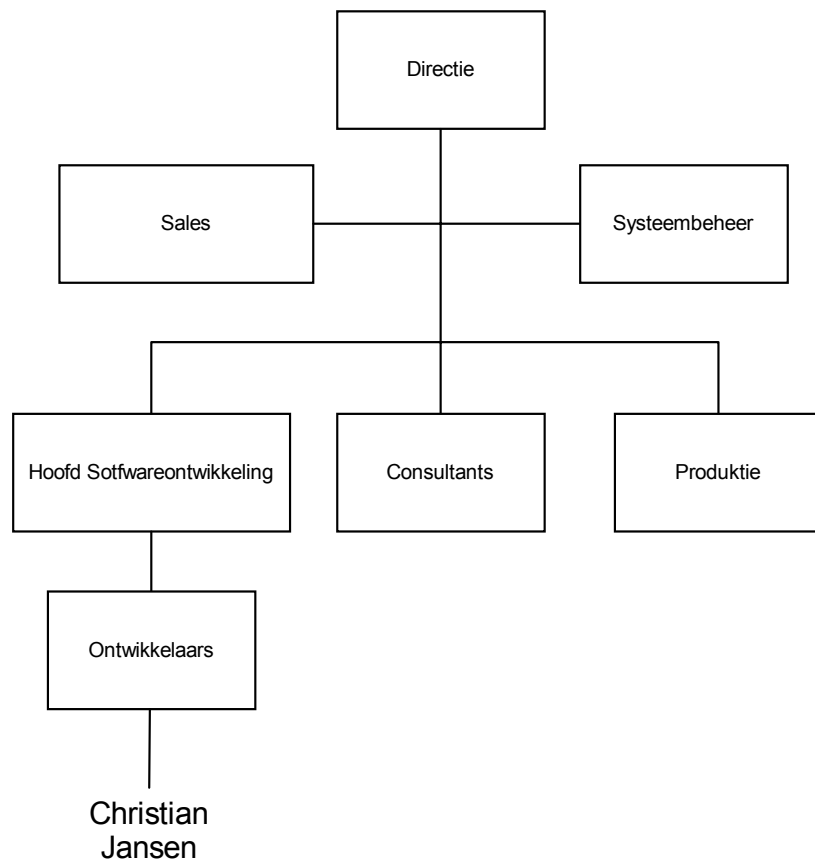 Directie
Sales
Systeembeheer
Hoofd Sotfwareontwikkeling
Consultants
Produktie
Ontwikkelaars
Christian
Jansen